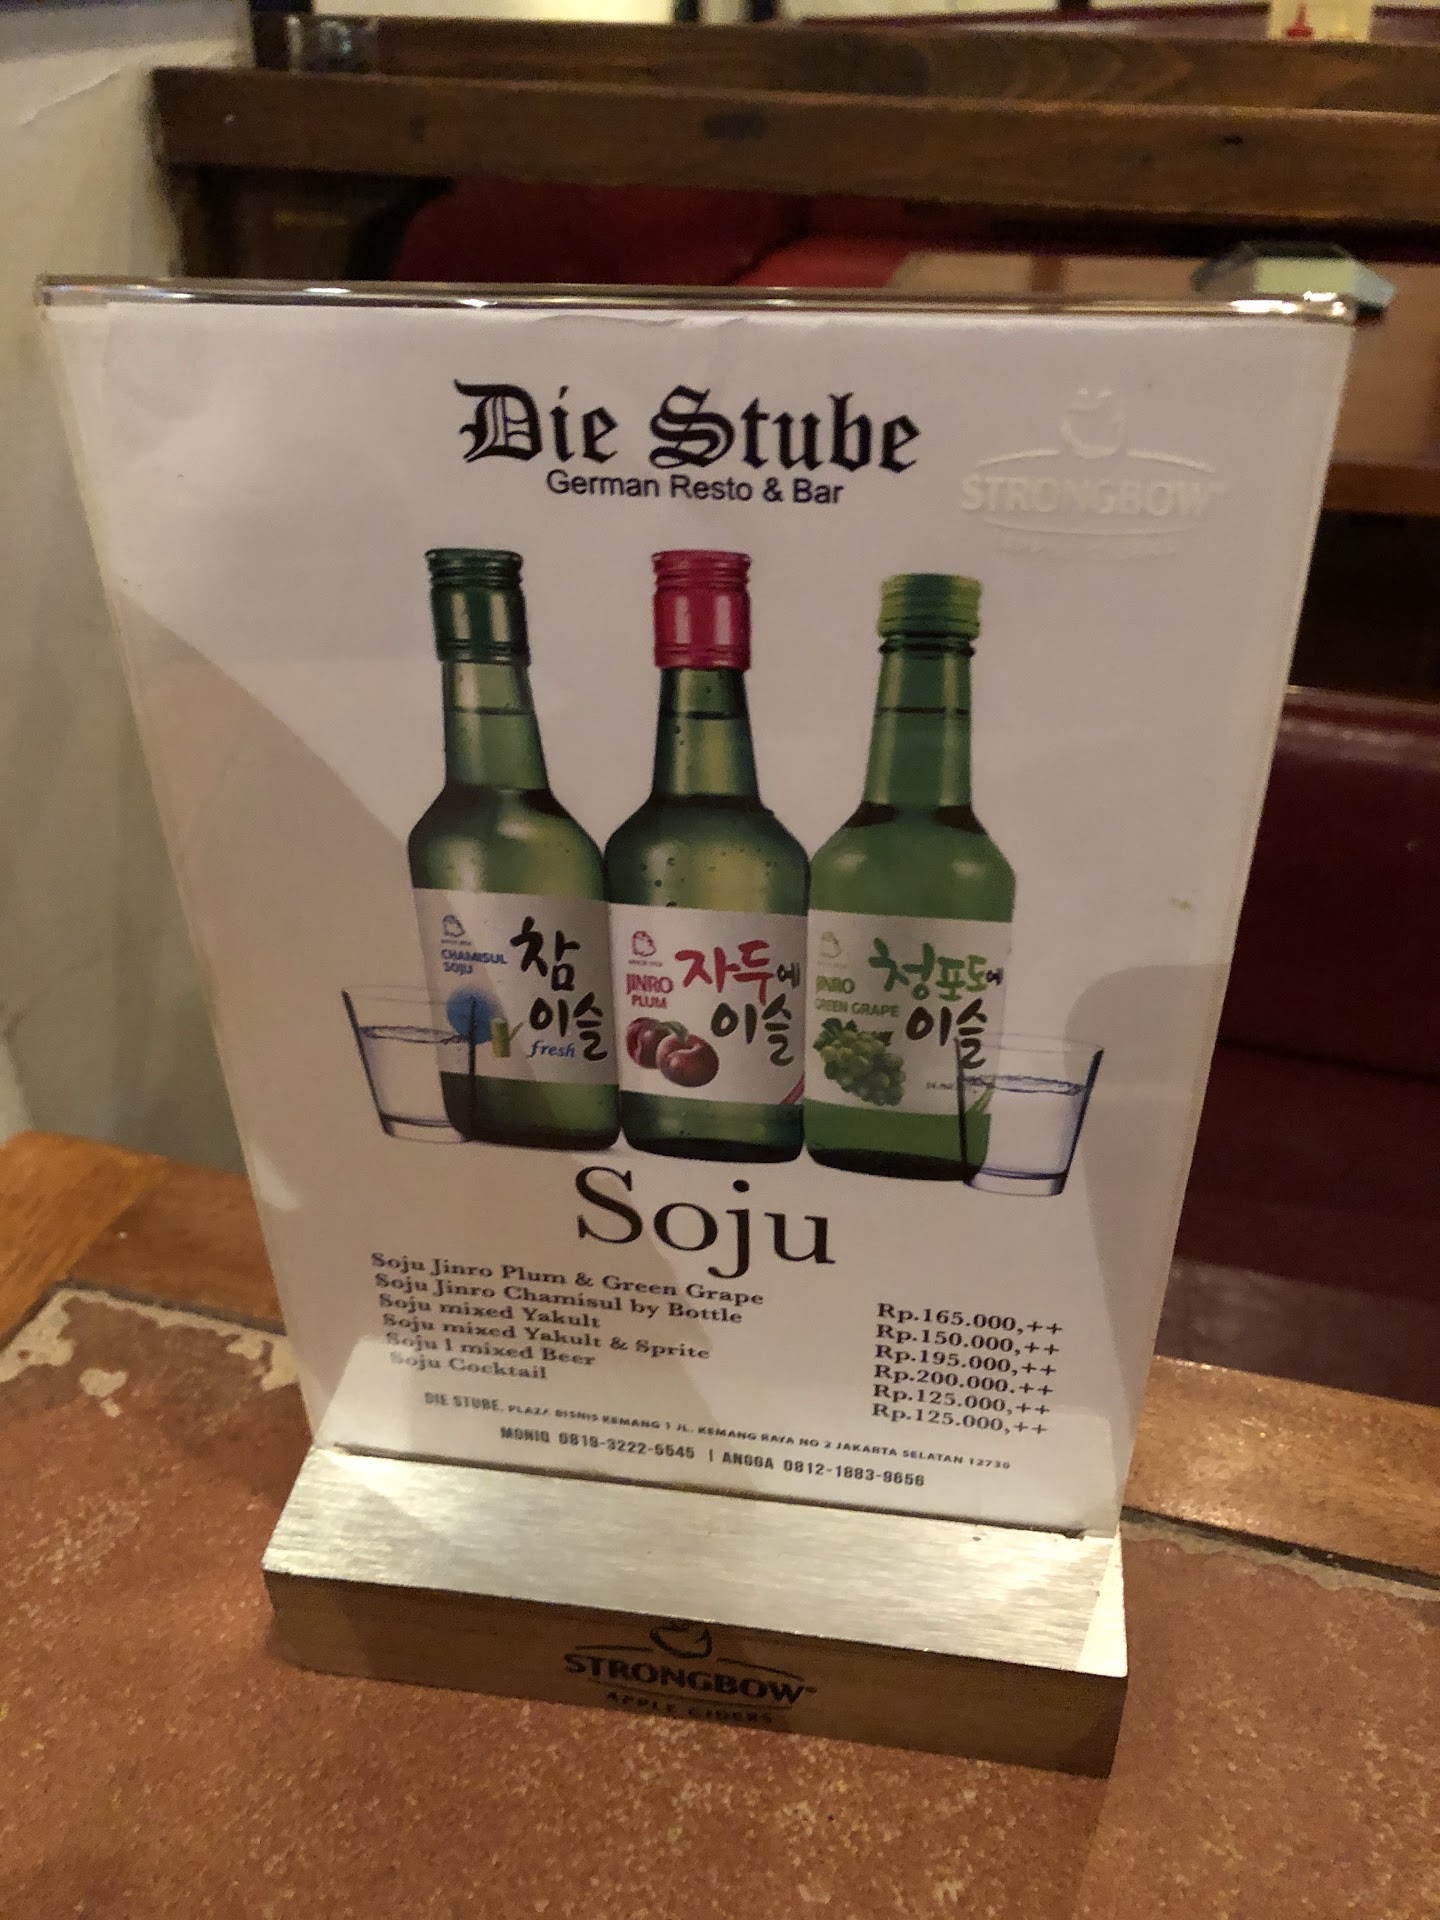 Die Stube
German Resto & Bar
STRONGBOW
CHAMISUL
SOJU
참
이슬
fresh
JINRO
PLUM
자두에
이슬
JINRO
GREEN GRAPE
청포도에
이슬
Soju
Soju Jinro Plum & Green Grape Rp.165.000,++
Soju Jinro Chamisul by Bottle Rp.150.000,++
Soju mixed Yakult Rp.195.000,++
Soju mixed Yakult & Sprite Rp.200.000.++
Soju 1 mixed Beer Rp.125.000,++
Soju Cocktail Rp.125.000,++
DIE STUBE, PLAZA BISNIS KEMANG 1 JL. KEMANG RAYA NO 2 JAKARTA SELATAN 12730
MONIQ 0819-3222-5545 | ANGGA 0812-1883-9656
STRONGBOW®
APPLE CIDERS